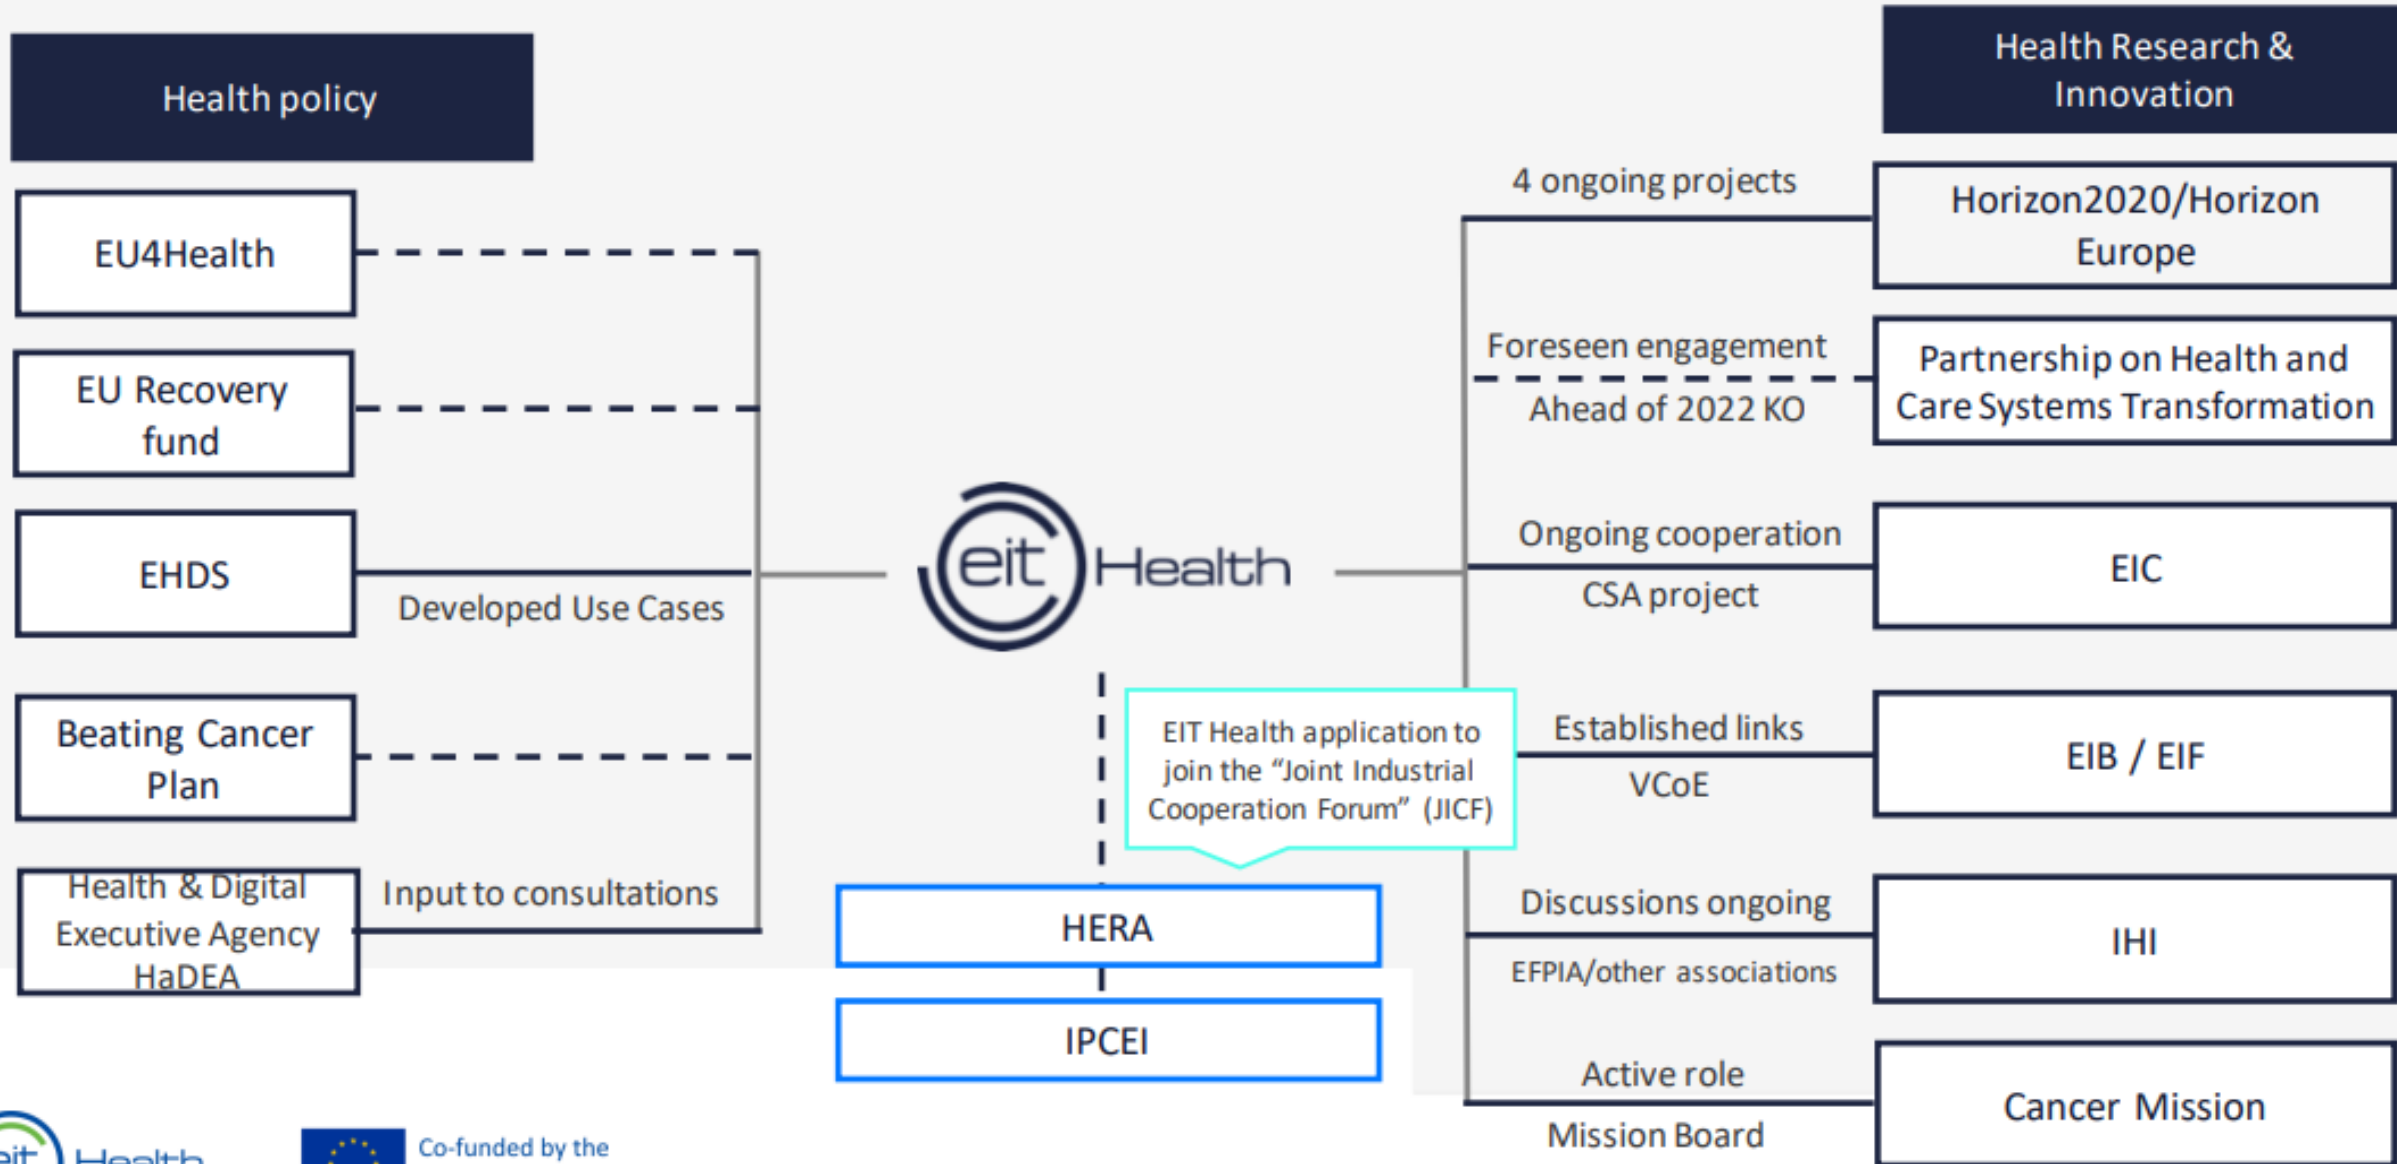 Health policy
Health Research &
Innovation
EU4Health
EU Recovery
fund
EHDS
Developed Use Cases
Beating Cancer
Plan
Health & Digital
Executive Agency
HaDEA
Input to consultations
eit Health
EIT Health application to
join the “Joint Industrial
Cooperation Forum” (JICF)
HERA
IPCEI
4 ongoing projects
Horizon2020/Horizon
Europe
Foreseen engagement
Ahead of 2022 KO
Partnership on Health and
Care Systems Transformation
Ongoing cooperation
CSA project
EIC
Established links
VCoE
EIB / EIF
Discussions ongoing
EFPIA/other associations
IHI
Active role
Mission Board
Cancer Mission
eit Health
Co-funded by the